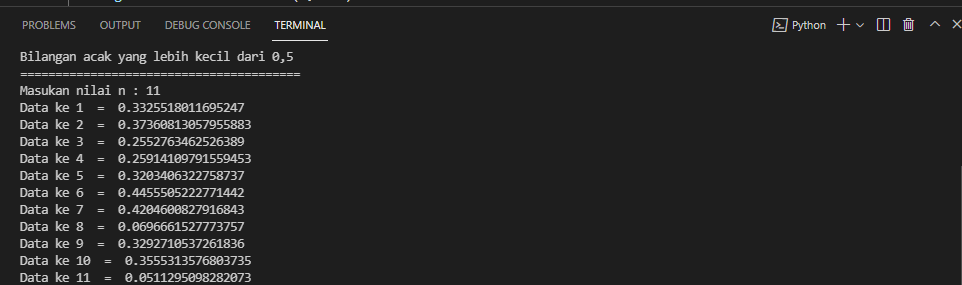 PROBLEMS OUTPUT DEBUG CONSOLE TERMINAL Python
Bilangan acak yang lebih kecil dari 0,5
========================================
Masukan nilai n : 11
Data ke 1  =  0.3325518011695247
Data ke 2  =  0.37360813057955883
Data ke 3  =  0.2552763462526389
Data ke 4  =  0.25914109791559453
Data ke 5  =  0.3203406322758737
Data ke 6  =  0.4455505222771442
Data ke 7  =  0.4204600827916843
Data ke 8  =  0.0696661527773757
Data ke 9  =  0.3292710537261836
Data ke 10  =  0.3555313576803735
Data ke 11  =  0.0511295098282073